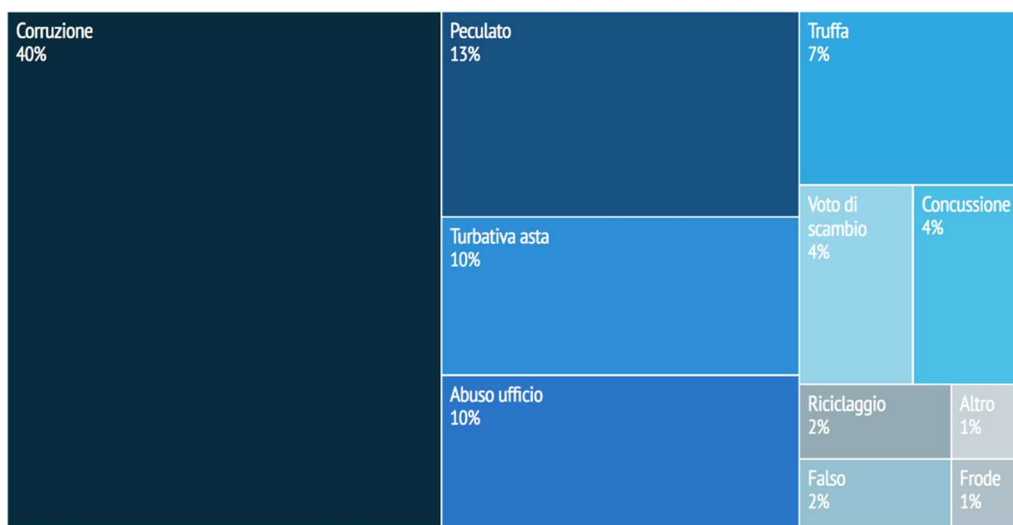 Corruzione
40%
Peculato
13%
Turbativa asta
10%
Abuso ufficio
10%
Truffa
7%
Voto di
scambio
4%
Concussione
4%
Riciclaggio
2%
Altro
1%
Falso
2%
Frode
1%